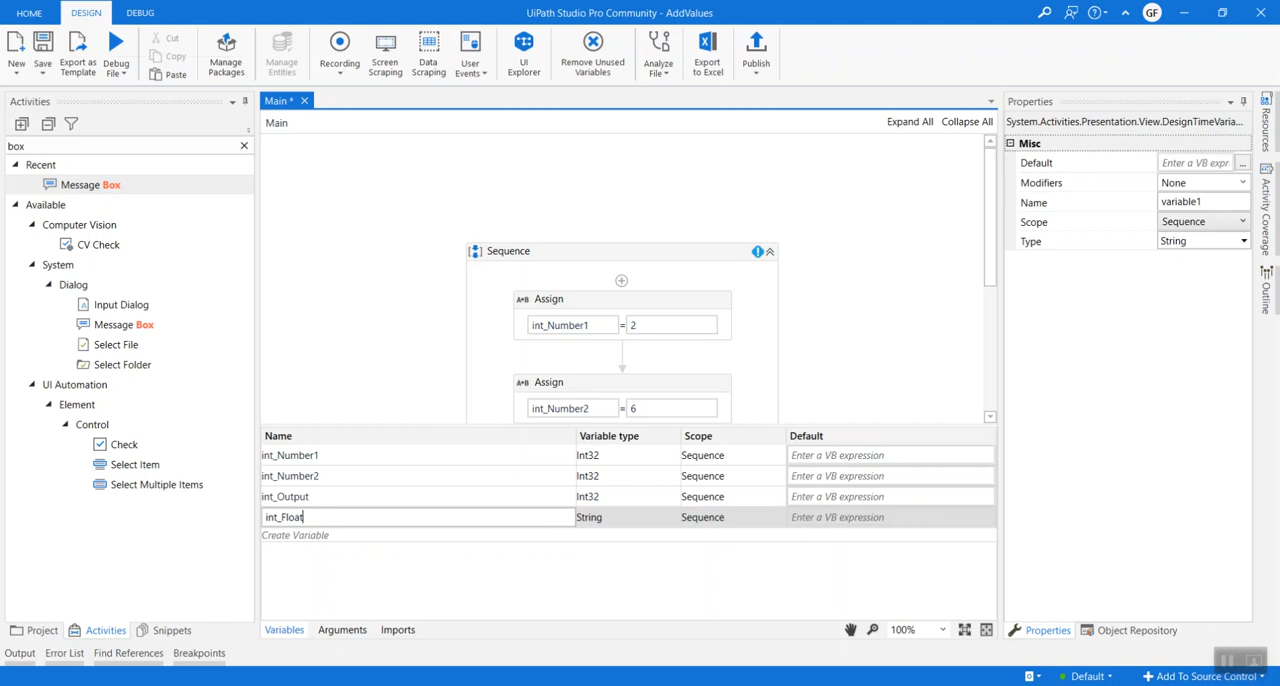 HOME DESIGN DEBUG UiPath Studio Pro Community - AddValues GF
New Save Export as Template Debug File Cut Copy Paste Manage Packages Manage Entities Recording Screen Scraping Data Scraping User Events UI Explorer Remove Unused Variables Analyze File Export to Excel Publish
Activities
box
Recent
Message Box
Available
Computer Vision
CV Check
System
Dialog
Input Dialog
Message Box
Select File
Select Folder
UI Automation
Element
Control
Check
Select Item
Select Multiple Items
Project Activities Snippets
Main *
Main Expand All Collapse All
Sequence
A+B Assign
int_Number1 = 2
A+B Assign
int_Number2 = 6
Name Variable type Scope Default
int_Number1 Int32 Sequence Enter a VB expression
int_Number2 Int32 Sequence Enter a VB expression
int_Output Int32 Sequence Enter a VB expression
int_Float String Sequence Enter a VB expression
Create Variable
Variables Arguments Imports 100%
Properties
System.Activities.Presentation.View.DesignTimeVaria...
Misc
Default Enter a VB expr ...
Modifiers None
Name variable1
Scope Sequence
Type String
Properties Object Repository
Resources
Activity Coverage
Outline
Output Error List Find References Breakpoints
Default Add To Source Control